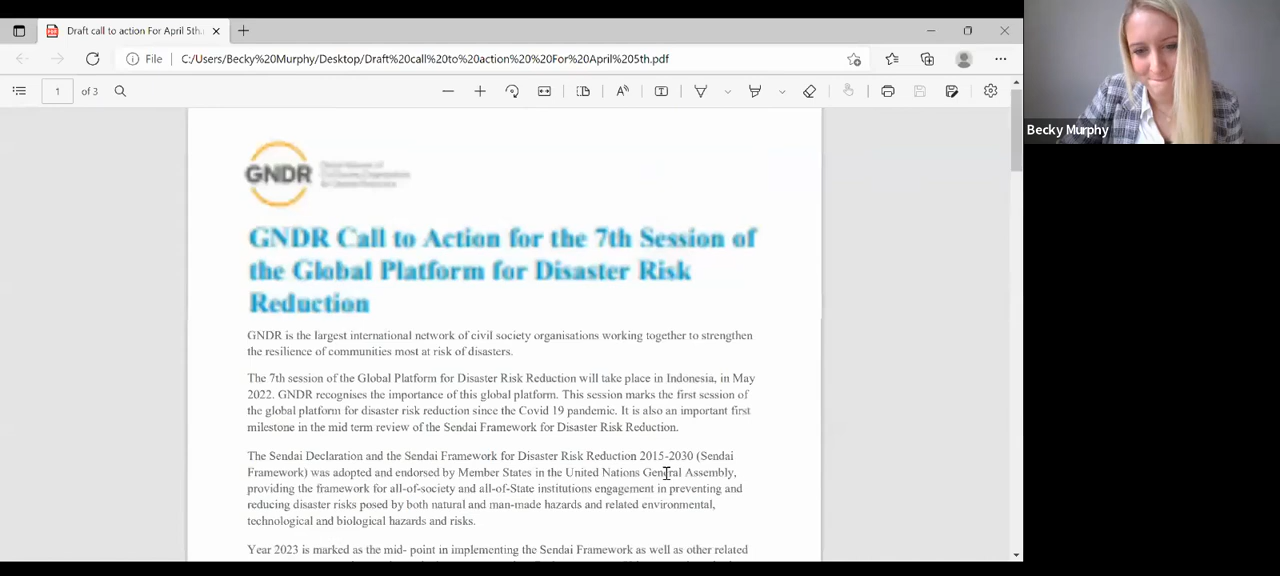 Draft call to action For April 5th.
File
C:/Users/Becky%20Murphy/Desktop/Draft%20call%20to%20action%20%20For%20April%205th.pdf
1 of 3
Becky Murphy
GNDR
GNDR Call to Action for the 7th Session of
the Global Platform for Disaster Risk
Reduction
GNDR is the largest international network of civil society organisations working together to strengthen
the resilience of communities most at risk of disasters.
The 7th session of the Global Platform for Disaster Risk Reduction will take place in Indonesia, in May
2022. GNDR recognises the importance of this global platform. This session marks the first session of
the global platform for disaster risk reduction since the Covid 19 pandemic. It is also an important first
milestone in the mid term review of the Sendai Framework for Disaster Risk Reduction.
The Sendai Declaration and the Sendai Framework for Disaster Risk Reduction 2015-2030 (Sendai
Framework) was adopted and endorsed by Member States in the United Nations General Assembly,
providing the framework for all-of-society and all-of-State institutions engagement in preventing and
reducing disaster risks posed by both natural and man-made hazards and related environmental,
technological and biological hazards and risks.
Year 2023 is marked as the mid- point in implementing the Sendai Framework as well as other related